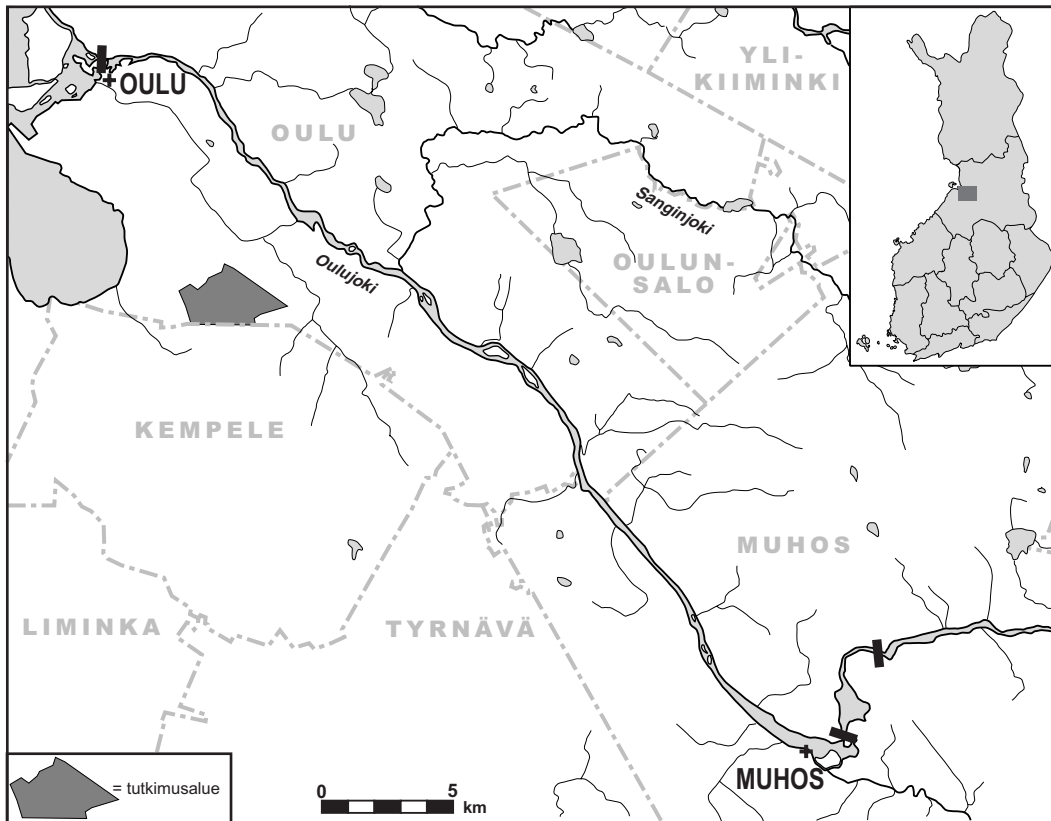 YLI-
KIIMINKI
OULU
OULU
Sanginjoki
OULUN-
SALO
Oulujoki
KEMPELE
MUHOS
LIMINKA
TYRNÄVÄ
MUHOS
= tutkimusalue
0 5
km